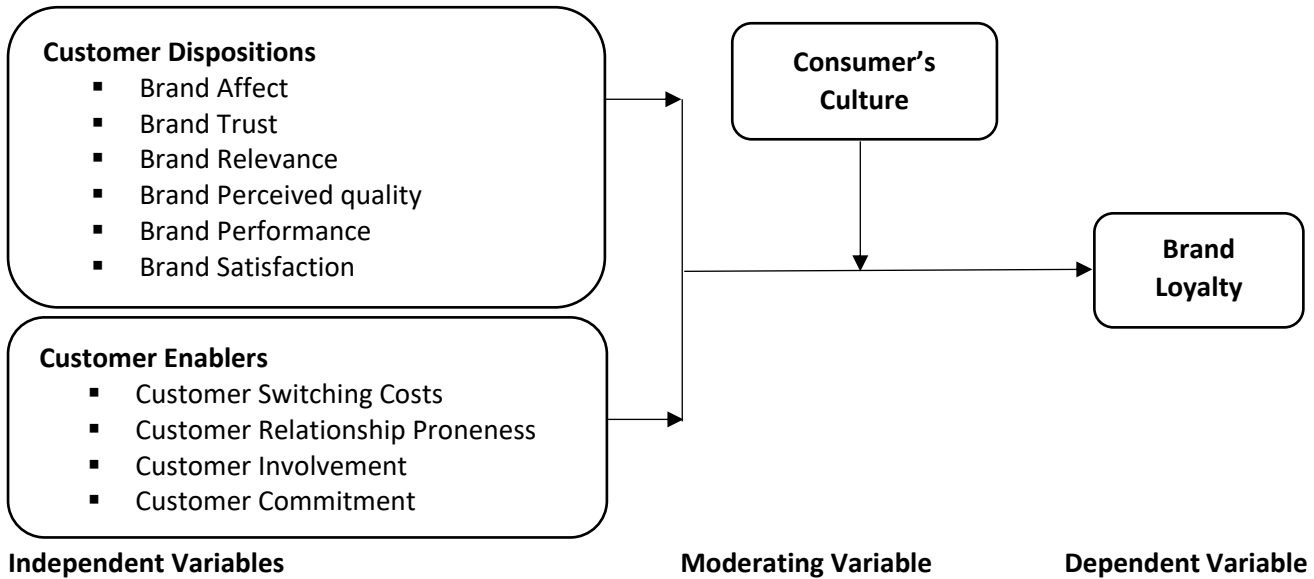 Customer Dispositions
▪ Brand Affect
▪ Brand Trust
▪ Brand Relevance
▪ Brand Perceived quality
▪ Brand Performance
▪ Brand Satisfaction
Customer Enablers
▪ Customer Switching Costs
▪ Customer Relationship Proneness
▪ Customer Involvement
▪ Customer Commitment
Consumer’s
Culture
Brand
Loyalty
Independent Variables
Moderating Variable
Dependent Variable